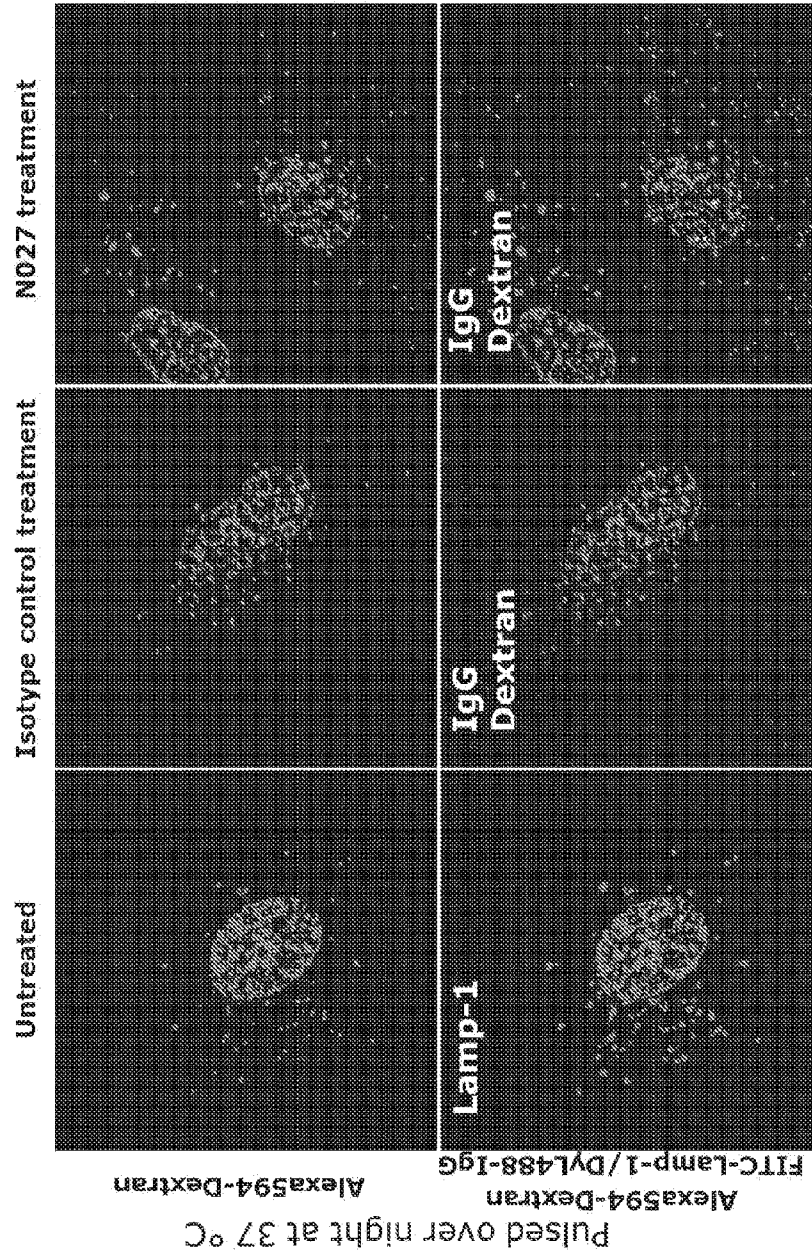 Untreated
Isotype control treatment
N027 treatment
Pulsed over night at 37 °C
Alexa594-Dextran
Alexa594-Dextran
FITC-Lamp-1/DyL488-IgG
Lamp-1
IgG
Dextran
IgG
Dextran